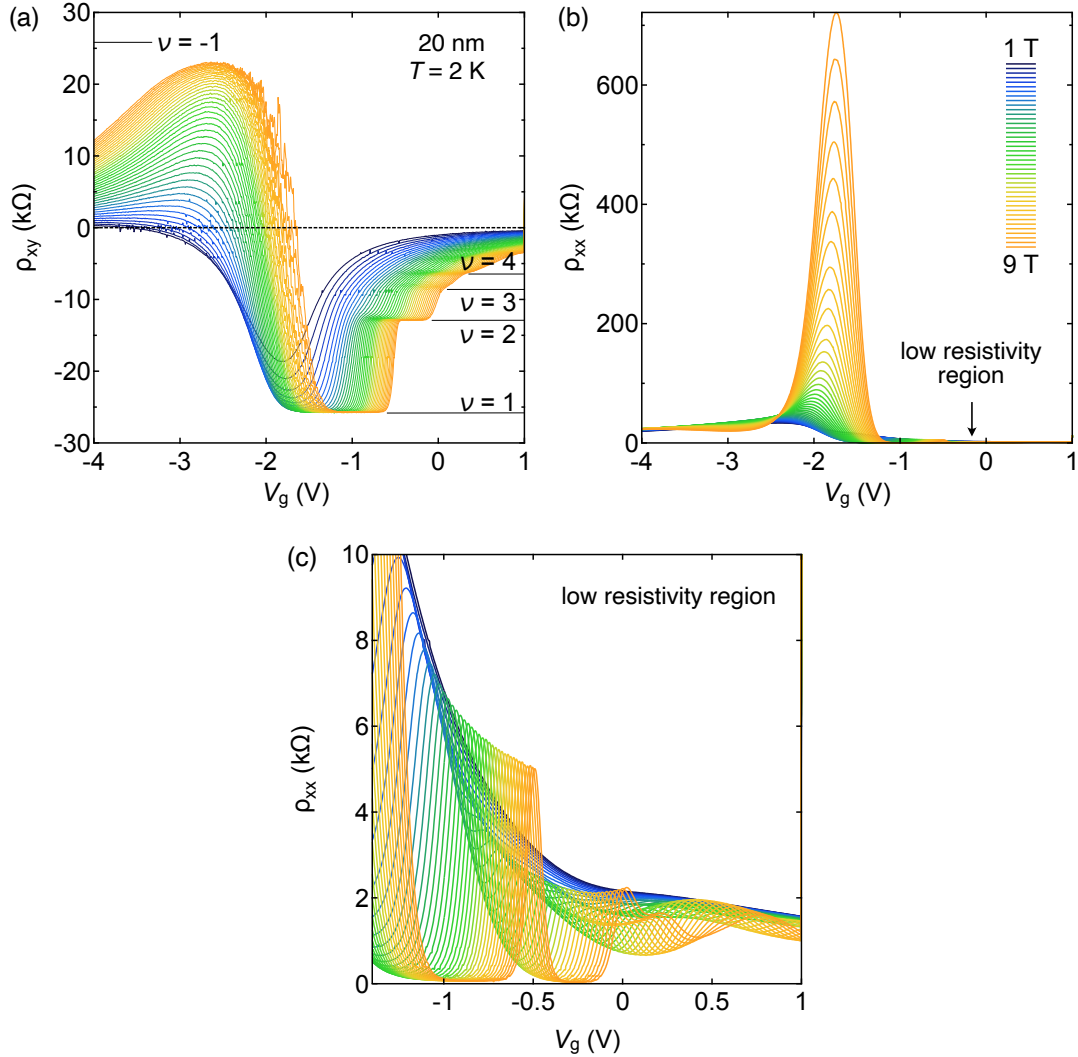 (a)
ν = -1
20 nm
T = 2 K
30
20
10
0
-10
-20
-30
ν = 4
ν = 3
ν = 2
ν = 1
ρxy (kΩ)
-4 -3 -2 -1 0 1
Vg (V)
(b)
1 T
9 T
600
400
200
0
low resistivity
region
ρxx (kΩ)
-4 -3 -2 -1 0 1
Vg (V)
(c)
low resistivity region
10
8
6
4
2
0
ρxx (kΩ)
-1 -0.5 0 0.5 1
Vg (V)